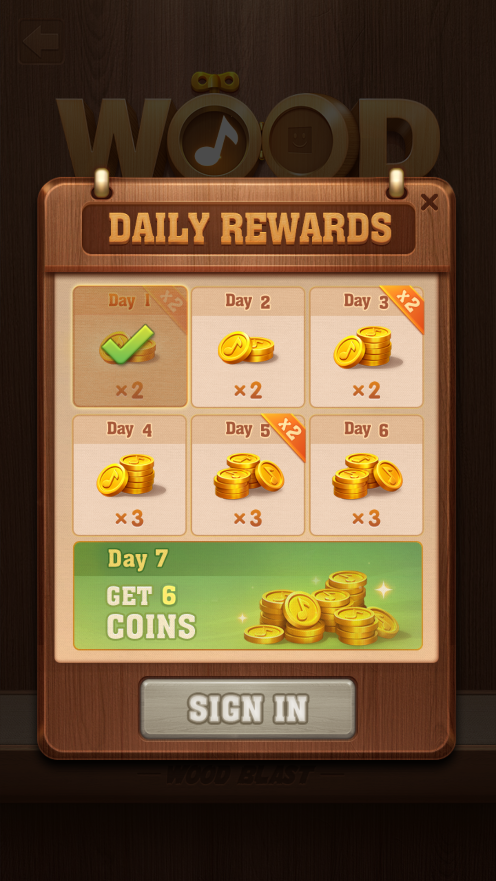 WOOD
DAILY REWARDS
Day 1
x2
×2
Day 2
×2
Day 3
x2
×2
Day 4
×3
Day 5
x2
×3
Day 6
×3
Day 7
GET 6
COINS
SIGN IN
WOOD BLAST